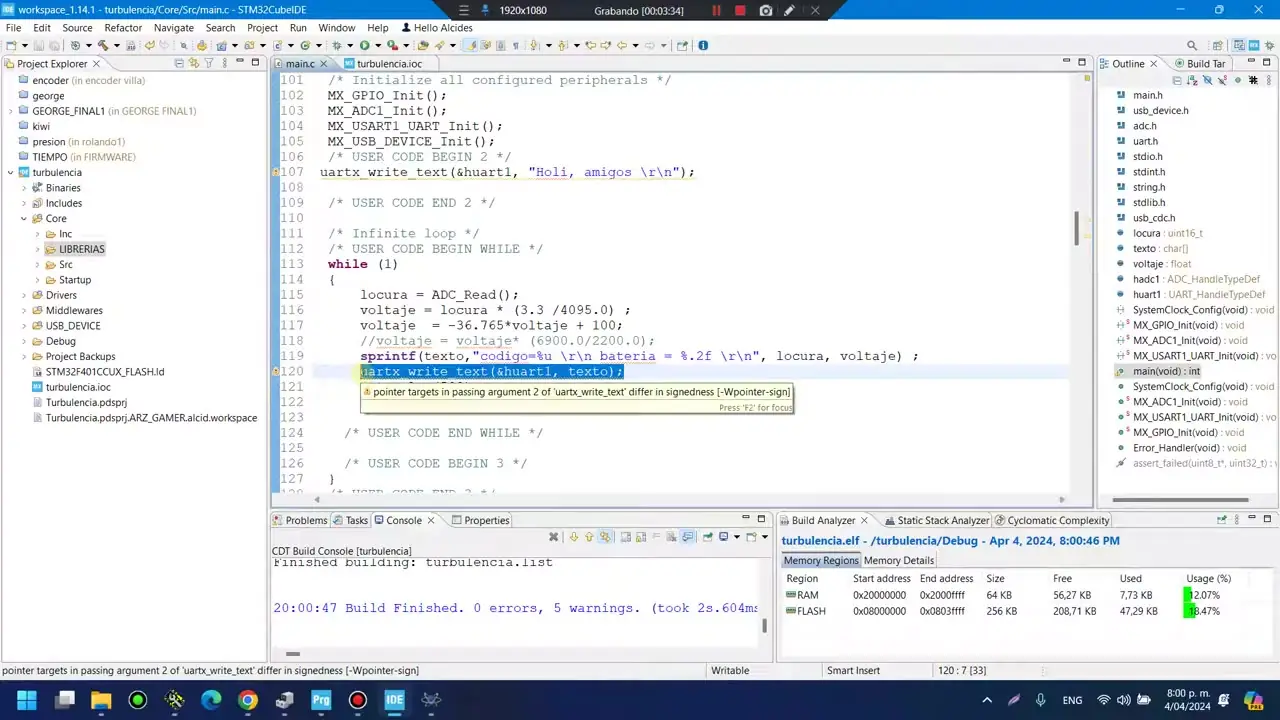 workspace_1.14.1 - turbulencia/Core/Src/main.c - STM32CubeIDE
1920x1080
Grabando [00:03:34]
File Edit Source Refactor Navigate Search Project Run Window Help Hello Alcides
Project Explorer
encoder (in encoder villa)
george
GEORGE_FINAL1 (in GEORGE FINAL1)
kiwi
presion (in rolando1)
TIEMPO (in FIRMWARE)
turbulencia
Binaries
Includes
Core
Inc
LIBRERIAS
Src
Startup
Drivers
Middlewares
USB_DEVICE
Debug
Project Backups
STM32F401CCUX_FLASH.ld
turbulencia.ioc
Turbulencia.pdsprj
Turbulencia.pdsprj.ARZ_GAMER.alcid.workspace
main.c
turbulencia.ioc
101 /* Initialize all configured peripherals */
102 MX_GPIO_Init();
103 MX_ADC1_Init();
104 MX_USART1_UART_Init();
105 MX_USB_DEVICE_Init();
106 /* USER CODE BEGIN 2 */
107 uartx_write_text(&huart1, "Holi, amigos \r\n");
108
109 /* USER CODE END 2 */
110
111 /* Infinite loop */
112 /* USER CODE BEGIN WHILE */
113 while (1)
114 {
115 locura = ADC_Read();
116 voltaje = locura * (3.3 /4095.0) ;
117 voltaje  = -36.765*voltaje + 100;
118 //voltaje = voltaje* (6900.0/2200.0);
119 sprintf(texto,"codigo=%u \r\n bateria = %.2f \r\n", locura, voltaje) ;
120 uartx_write_text(&huart1, texto);
121
pointer targets in passing argument 2 of 'uartx_write_text' differ in signedness [-Wpointer-sign]
Press 'F2' for focus
122
123
124 /* USER CODE END WHILE */
125
126 /* USER CODE BEGIN 3 */
127 }
Outline
Build Tar
main.h
usb_device.h
adc.h
uart.h
stdio.h
stdint.h
string.h
stdlib.h
usb_cdc.h
locura : uint16_t
texto : char[]
voltaje : float
hadc1 : ADC_HandleTypeDef
huart1 : UART_HandleTypeDef
SystemClock_Config(void) : void
MX_GPIO_Init(void) : void
MX_ADC1_Init(void) : void
MX_USART1_UART_Init(void) : void
main(void) : int
SystemClock_Config(void) : void
MX_ADC1_Init(void) : void
MX_USART1_UART_Init(void) : void
MX_GPIO_Init(void) : void
Error_Handler(void) : void
assert_failed(uint8_t*, uint32_t) : void
Problems Tasks Console Properties
CDT Build Console [turbulencia]
Finished building: turbulencia.list
20:00:47 Build Finished. 0 errors, 5 warnings. (took 2s.604ms
Build Analyzer Static Stack Analyzer Cyclomatic Complexity
turbulencia.elf - /turbulencia/Debug - Apr 4, 2024, 8:00:46 PM
Memory Regions Memory Details
Region Start address End address Size Free Used Usage (%)
RAM 0x20000000 0x2000ffff 64 KB 56,27 KB 7,73 KB 12.07%
FLASH 0x08000000 0x0803ffff 256 KB 208,71 KB 47,29 KB 18.47%
pointer targets in passing argument 2 of 'uartx_write_text' differ in signedness [-Wpointer-sign]
Writable
Smart Insert
120 : 7 [33]
Prg
IDE
ENG
8:00 p. m.
4/04/2024